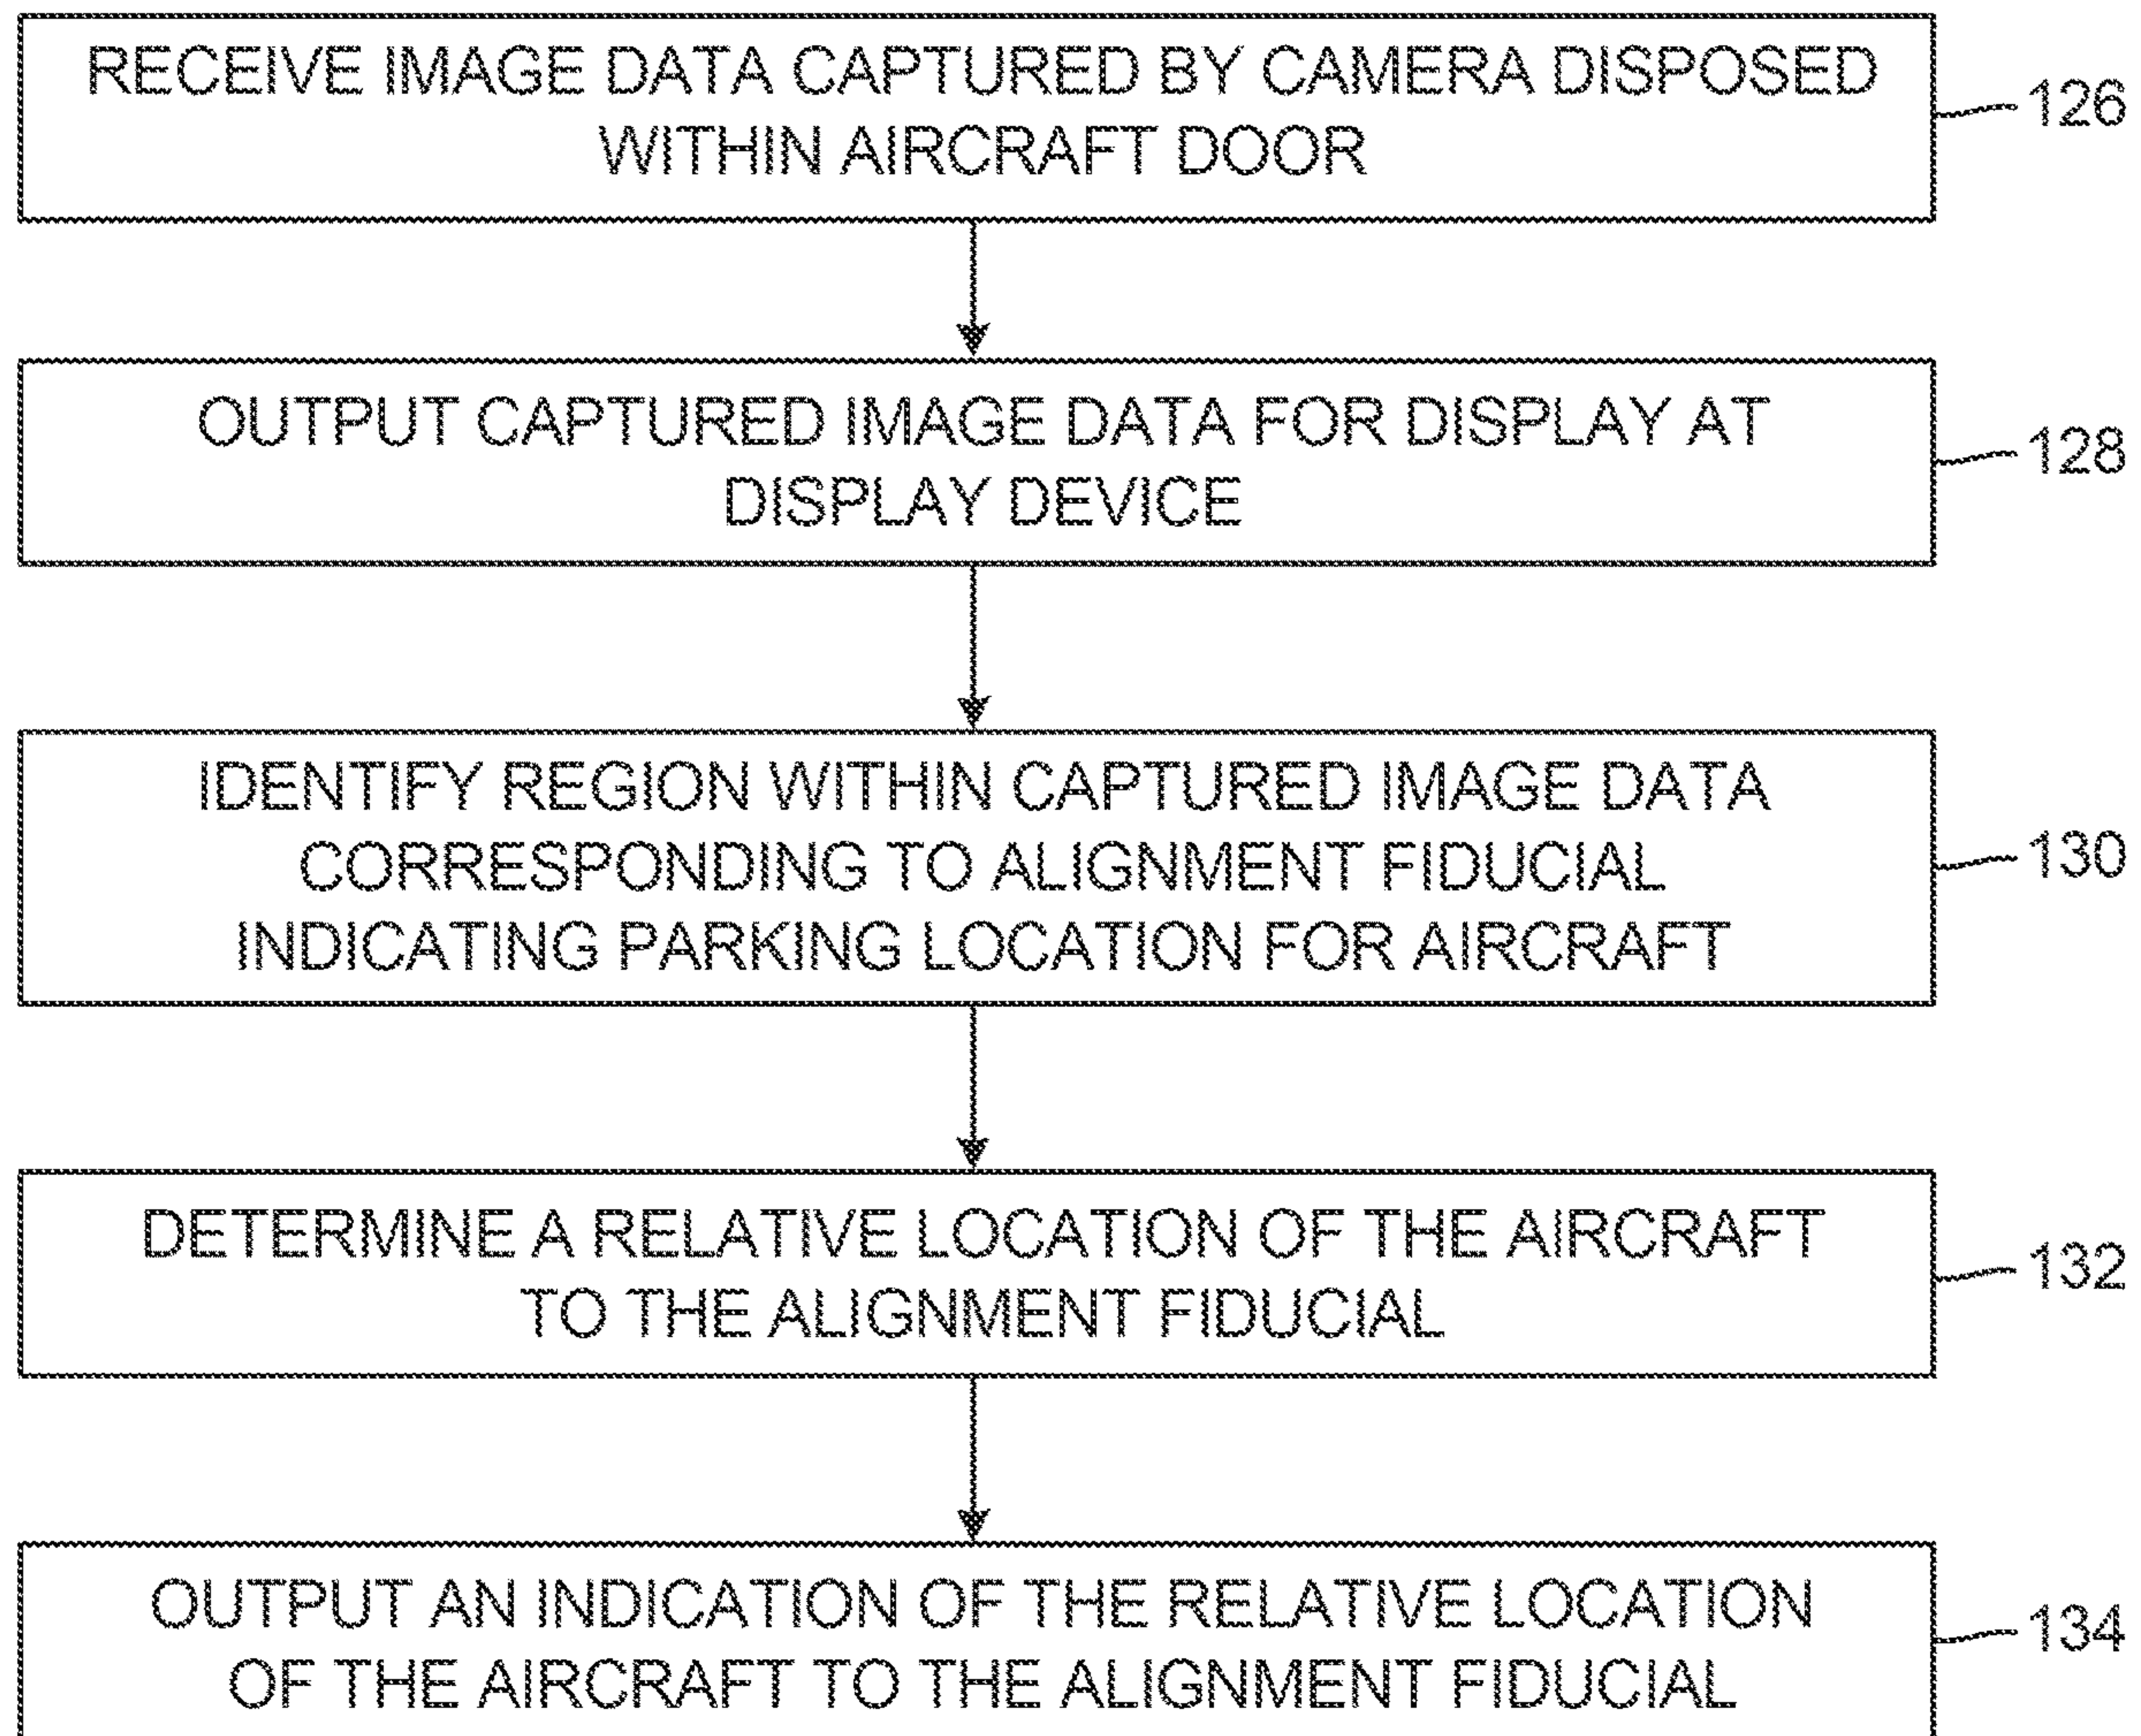 RECEIVE IMAGE DATA CAPTURED BY CAMERA DISPOSED
WITHIN AIRCRAFT DOOR
126
OUTPUT CAPTURED IMAGE DATA FOR DISPLAY AT
DISPLAY DEVICE
128
IDENTIFY REGION WITHIN CAPTURED IMAGE DATA
CORRESPONDING TO ALIGNMENT FIDUCIAL
INDICATING PARKING LOCATION FOR AIRCRAFT
130
DETERMINE A RELATIVE LOCATION OF THE AIRCRAFT
TO THE ALIGNMENT FIDUCIAL
132
OUTPUT AN INDICATION OF THE RELATIVE LOCATION
OF THE AIRCRAFT TO THE ALIGNMENT FIDUCIAL
134